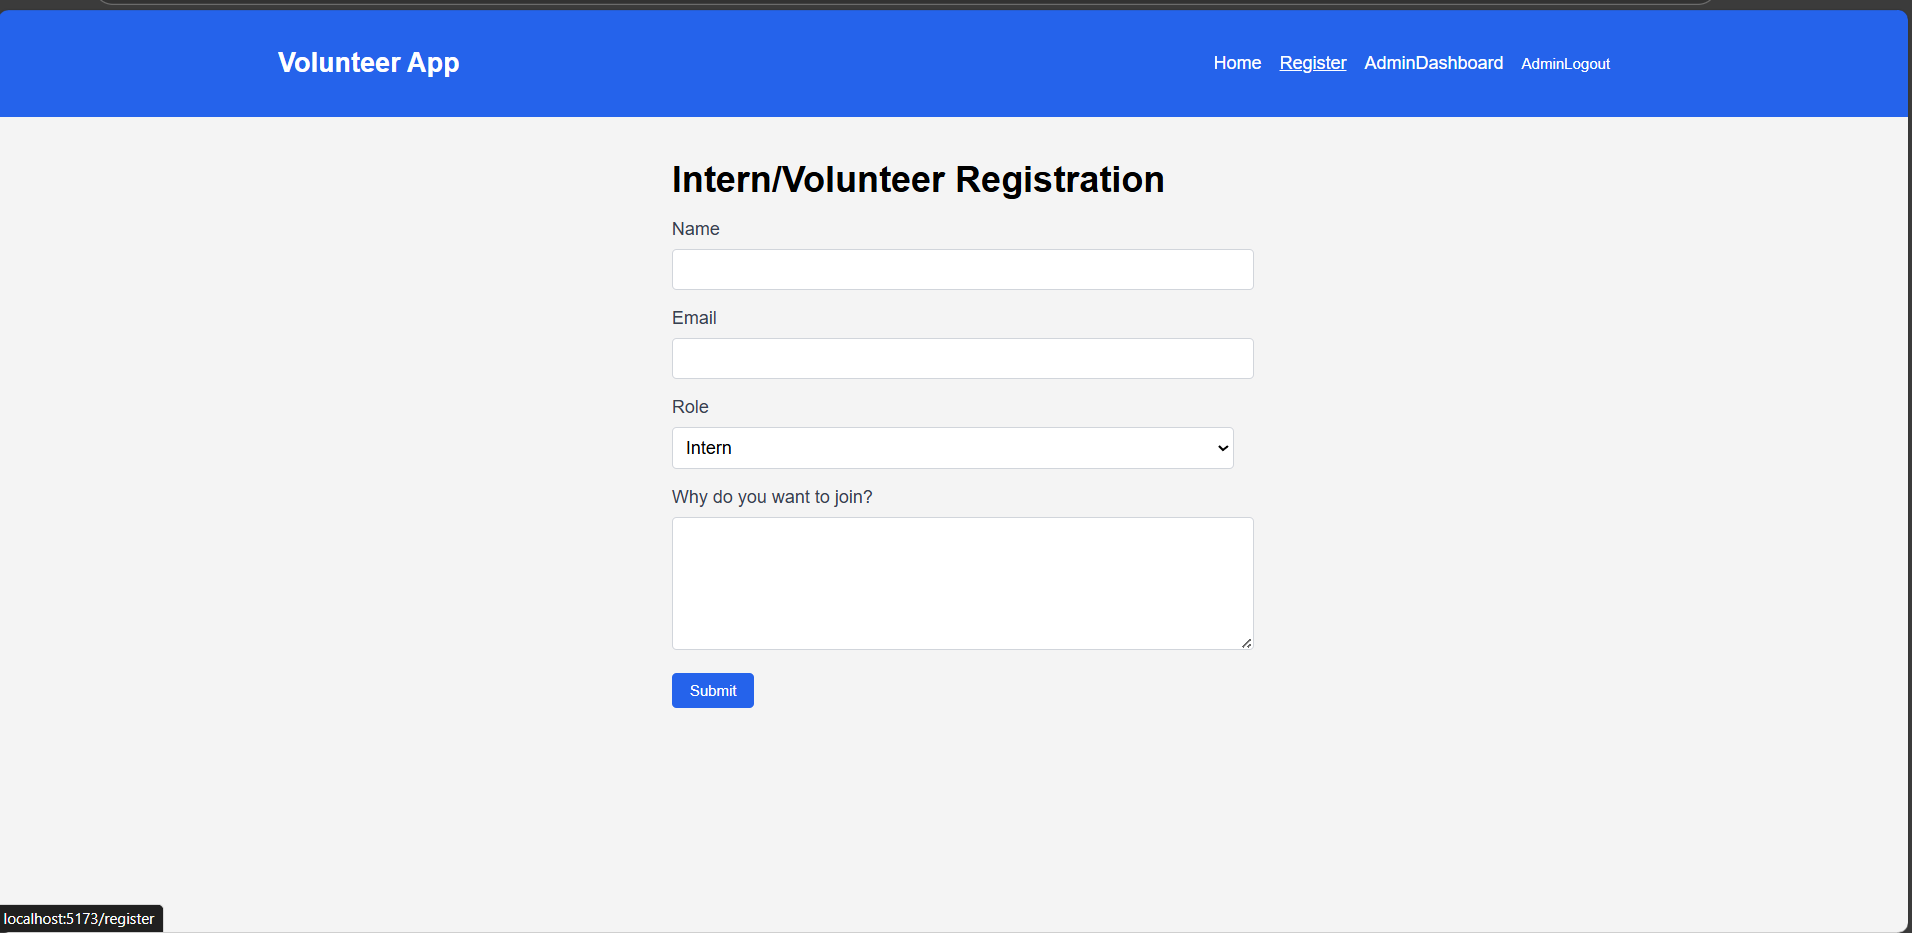 Volunteer App
Home Register AdminDashboard AdminLogout
Intern/Volunteer Registration
Name
Email
Role
Intern
Why do you want to join?
Submit
localhost:5173/register